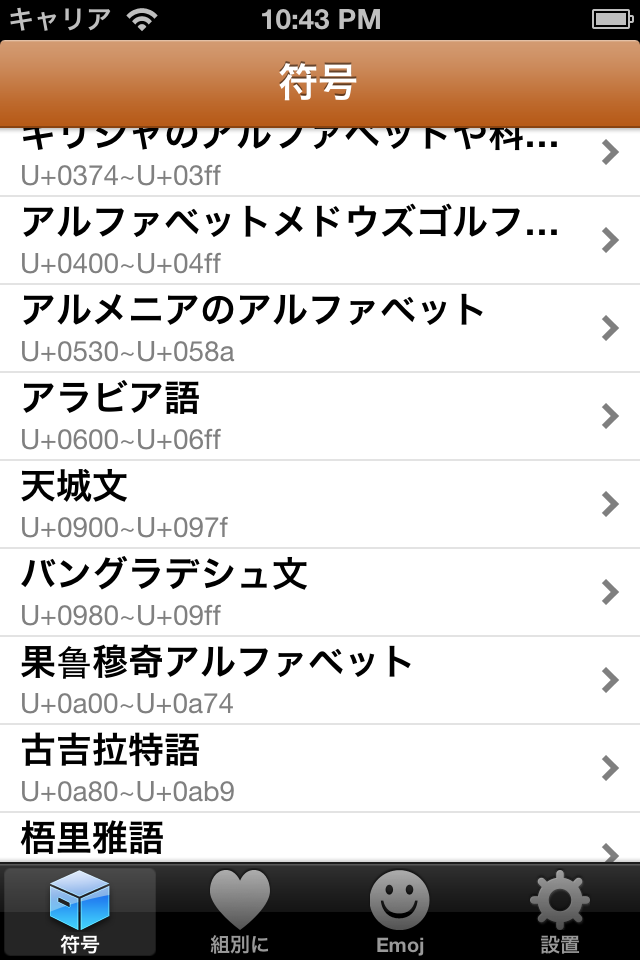 キャリア 10:43 PM
符号
ギリシャのアルファベットや科...
U+0374~U+03ff
アルファベットメドウズゴルフ...
U+0400~U+04ff
アルメニアのアルファベット
U+0530~U+058a
アラビア語
U+0600~U+06ff
天城文
U+0900~U+097f
バングラデシュ文
U+0980~U+09ff
果鲁穆奇アルファベット
U+0a00~U+0a74
古吉拉特語
U+0a80~U+0ab9
梧里雅語
符号 組別に Emoj 設置